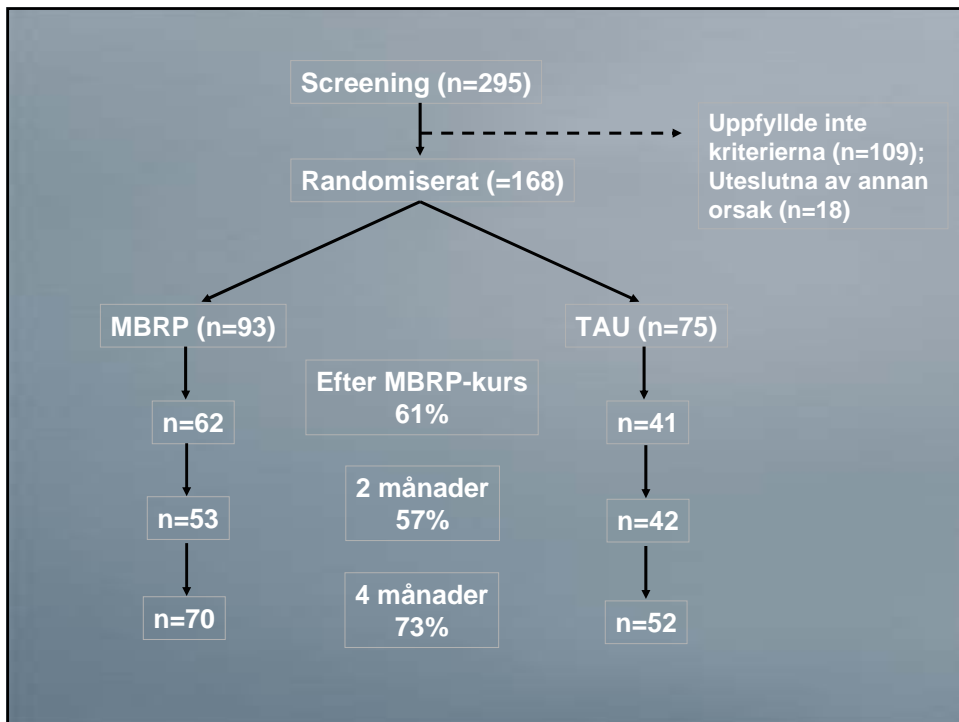 Screening (n=295)
Uppfyllde inte
kriterierna (n=109);
Uteslutna av annan
orsak (n=18)
Randomiserat (=168)
MBRP (n=93)
TAU (n=75)
Efter MBRP-kurs
61%
n=62
n=41
2 månader
57%
n=53
n=42
4 månader
73%
n=70
n=52